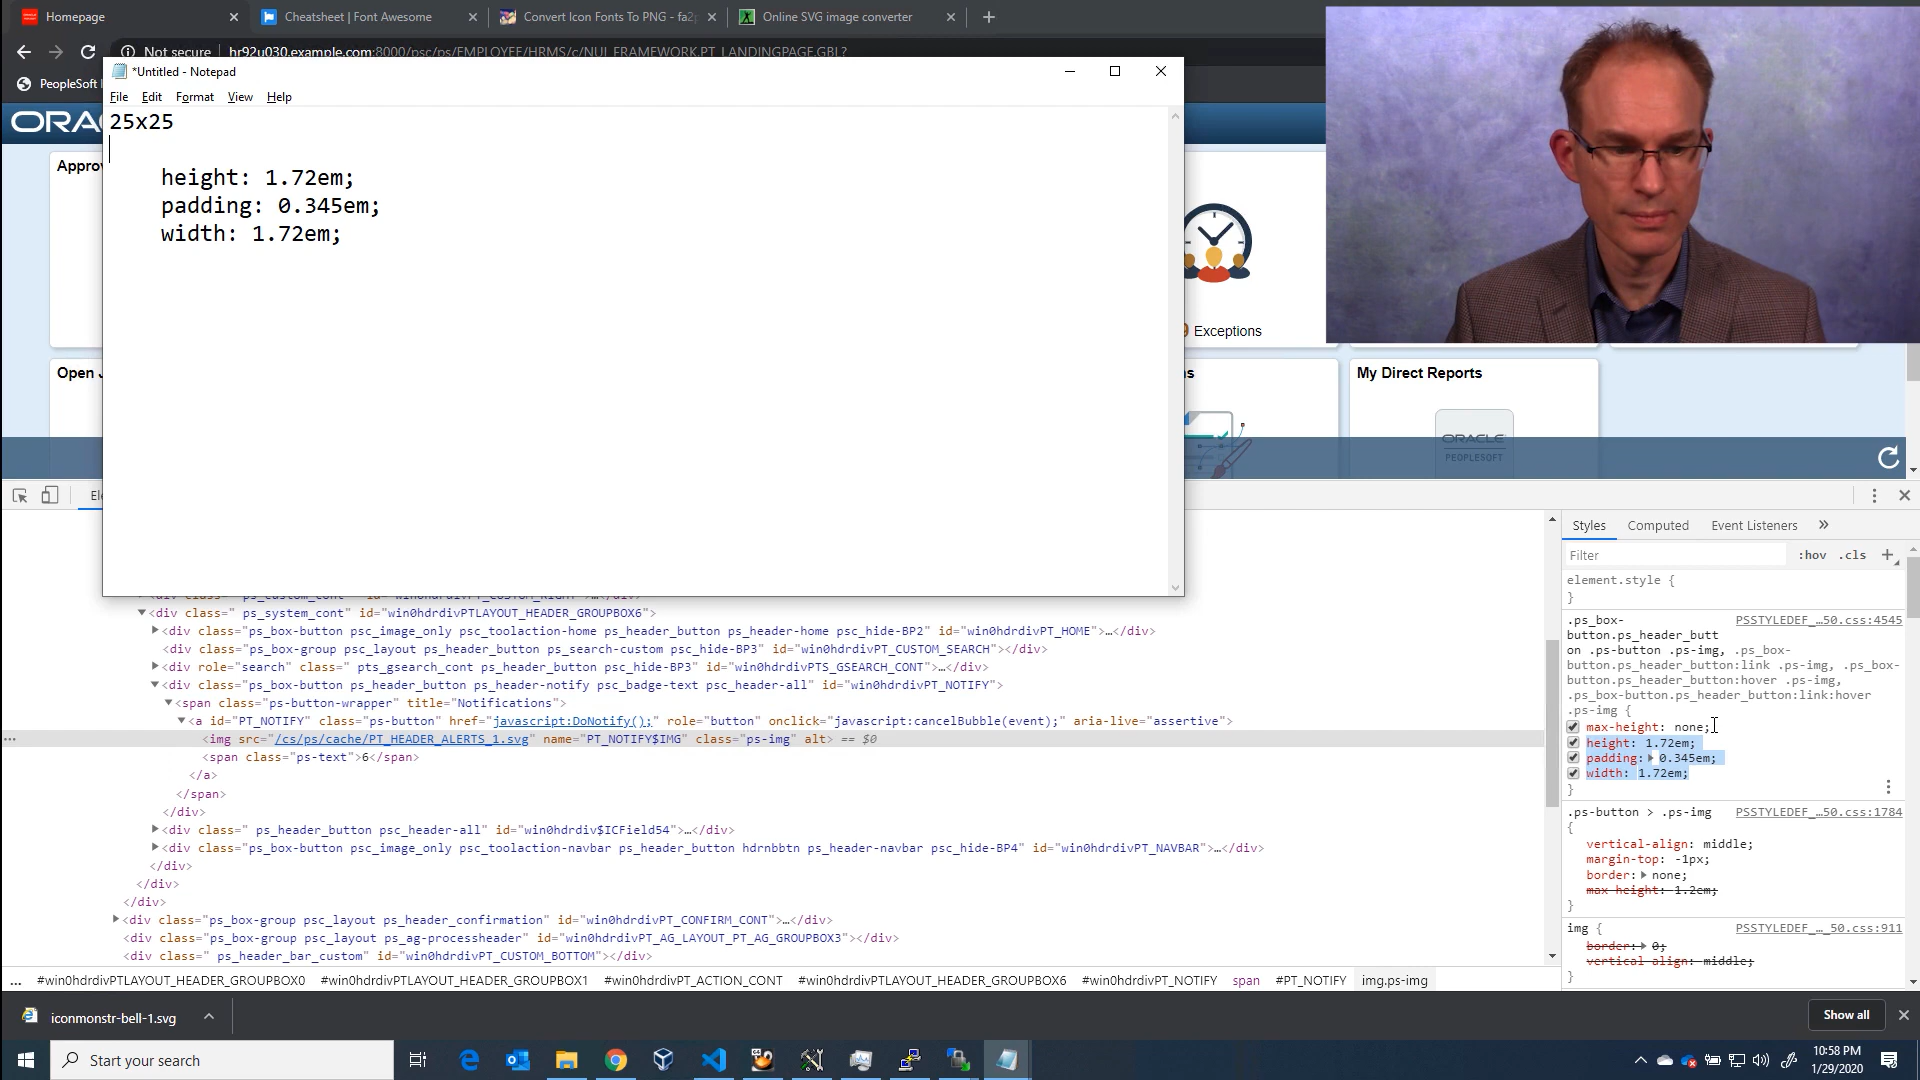 Homepage
Cheatsheet | Font Awesome
Convert Icon Fonts To PNG - fa2p
Online SVG image converter
Not secure hr92u030.example.com:8000/psc/ps/EMPLOYEE/HRMS/c/NUI_FRAMEWORK.PT_LANDINGPAGE.GBL?
PeopleSoft
*Untitled - Notepad
File Edit Format View Help
25x25
height: 1.72em;
padding: 0.345em;
width: 1.72em;
ORA
Appro
Exceptions
Open
ns
My Direct Reports
ORACLE
PEOPLESOFT
El
<div class=" ps_system_cont" id="win0hdrdivPTLAYOUT_HEADER_GROUPBOX6">
<div class="ps_box-button psc_image_only psc_toolaction-home ps_header_button ps_header-home psc_hide-BP2" id="win0hdrdivPT_HOME">…</div>
<div class="ps_box-group psc_layout ps_header_button ps_search-custom psc_hide-BP3" id="win0hdrdivPT_CUSTOM_SEARCH"></div>
<div role="search" class=" pts_gsearch_cont ps_header_button psc_hide-BP3" id="win0hdrdivPTS_GSEARCH_CONT">…</div>
<div class="ps_box-button ps_header_button ps_header-notify psc_badge-text psc_header-all" id="win0hdrdivPT_NOTIFY">
<span class="ps-button-wrapper" title="Notifications">
<a id="PT_NOTIFY" class="ps-button" href="javascript:DoNotify();" role="button" onclick="javascript:cancelBubble(event);" aria-live="assertive">
<img src="/cs/ps/cache/PT_HEADER_ALERTS_1.svg" name="PT_NOTIFY$IMG" class="ps-img" alt> == $0
<span class="ps-text">6</span>
</a>
</span>
</div>
<div class=" ps_header_button psc_header-all" id="win0hdrdiv$ICField54">…</div>
<div class="ps_box-button psc_image_only psc_toolaction-navbar ps_header_button hdrnbbtn ps_header-navbar psc_hide-BP4" id="win0hdrdivPT_NAVBAR">…</div>
</div>
</div>
</div>
<div class="ps_box-group psc_layout ps_header_confirmation" id="win0hdrdivPT_CONFIRM_CONT">…</div>
<div class="ps_box-group psc_layout ps_ag-processheader" id="win0hdrdivPT_AG_LAYOUT_PT_AG_GROUPBOX3"></div>
<div class="ps_header_bar_custom" id="win0hdrdivPT_CUSTOM_BOTTOM"></div>
... #win0hdrdivPTLAYOUT_HEADER_GROUPBOX0 #win0hdrdivPTLAYOUT_HEADER_GROUPBOX1 #win0hdrdivPT_ACTION_CONT #win0hdrdivPTLAYOUT_HEADER_GROUPBOX6 #win0hdrdivPT_NOTIFY span #PT_NOTIFY img.ps-img
Styles Computed Event Listeners »
Filter :hov .cls +
element.style {
}
.ps_box- PSSTYLEDEF_…50.css:4545
button.ps_header_butt
on .ps-button .ps-img, .ps_box-
button.ps_header_button:link .ps-img, .ps_box-
button.ps_header_button:hover .ps-img,
.ps_box-button.ps_header_button:link:hover
.ps-img {
max-height: none;
height: 1.72em;
padding: 0.345em;
width: 1.72em;
}
.ps-button > .ps-img PSSTYLEDEF_…50.css:1784
{
vertical-align: middle;
margin-top: -1px;
border: none;
max-height: 1.2em;
}
img { PSSTYLEDEF_…_50.css:911
border: 0;
vertical-align: middle;
}
iconmonstr-bell-1.svg
Show all
Start your search
10:58 PM
1/29/2020